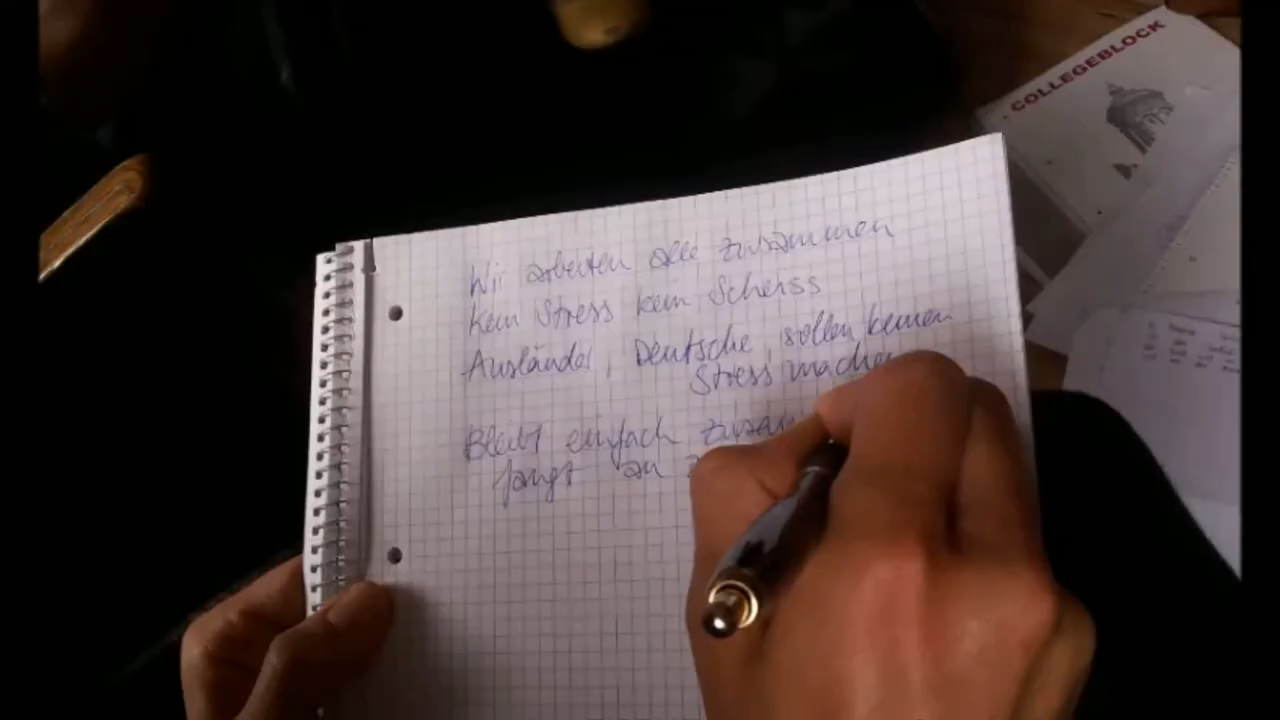 COLLEGEBLOCK
Wir arbeiten alle zusammen
Kein Stress kein Scheiss
Ausländer, Deutsche sollen keinen
Stress machen
Bleibt einfach
fangt an